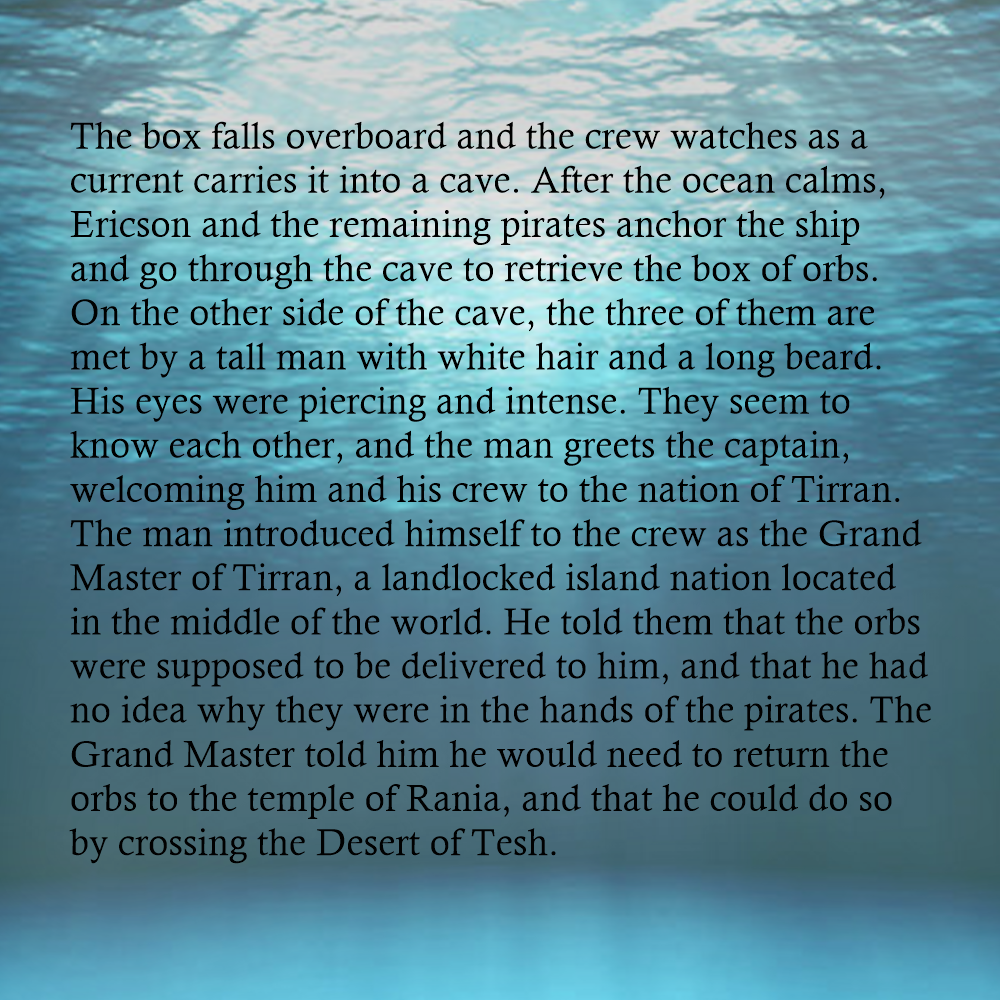 The box falls overboard and the crew watches as a
current carries it into a cave. After the ocean calms,
Ericson and the remaining pirates anchor the ship
and go through the cave to retrieve the box of orbs.
On the other side of the cave, the three of them are
met by a tall man with white hair and a long beard.
His eyes were piercing and intense. They seem to
know each other, and the man greets the captain,
welcoming him and his crew to the nation of Tirran.
The man introduced himself to the crew as the Grand
Master of Tirran, a landlocked island nation located
in the middle of the world. He told them that the orbs
were supposed to be delivered to him, and that he had
no idea why they were in the hands of the pirates. The
Grand Master told him he would need to return the
orbs to the temple of Rania, and that he could do so
by crossing the Desert of Tesh.